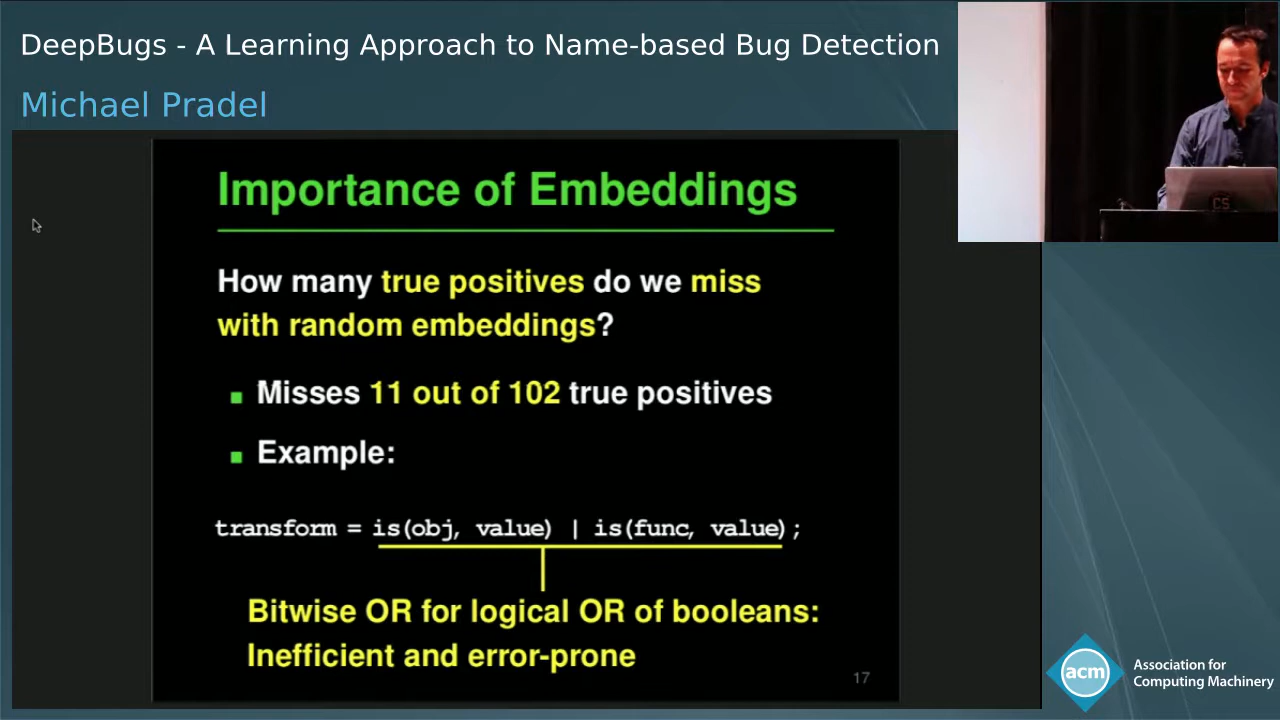 DeepBugs - A Learning Approach to Name-based Bug Detection
Michael Pradel
Importance of Embeddings
How many true positives do we miss
with random embeddings?
Misses 11 out of 102 true positives
Example:
transform = is(obj, value) | is(func, value);
Bitwise OR for logical OR of booleans:
Inefficient and error-prone
17
CS
acm
Association for
Computing Machinery